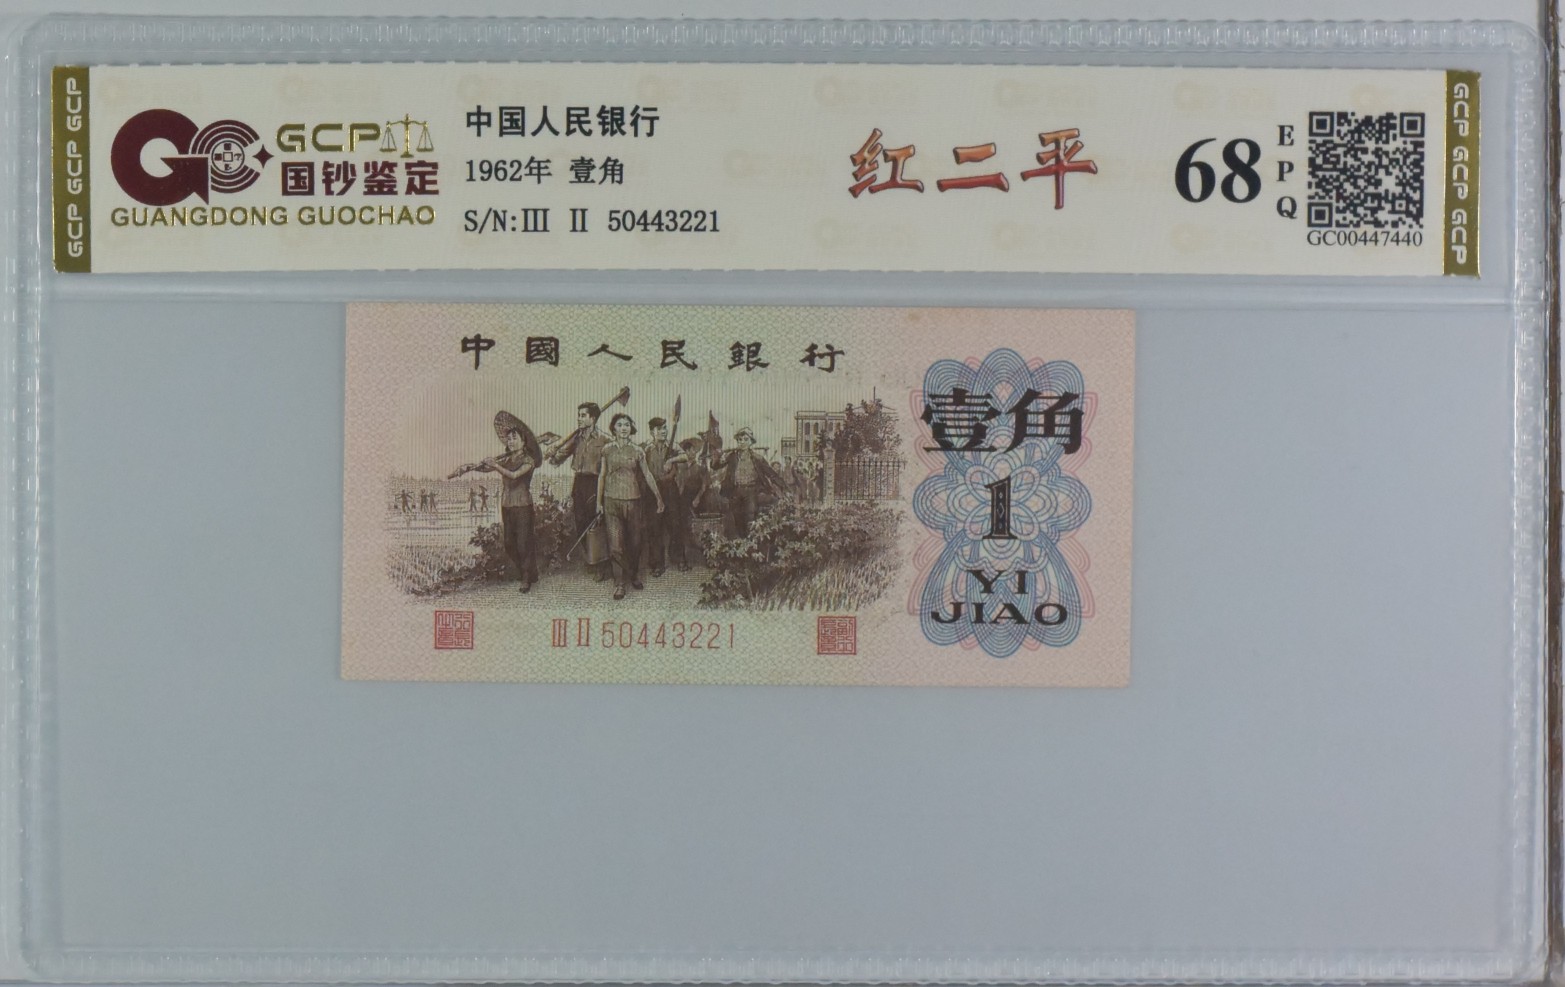 GCP GCP GCP
GCP
国钞鉴定
GUANGDONG GUOCHAO
中国人民银行
1962年 壹角
S/N:Ⅲ Ⅱ 50443221
红二平
68
EPQ
GC00447440
GCP GCP GCP
中國人民銀行
壹角
1
YI
JIAO
Ⅲ Ⅱ 50443221